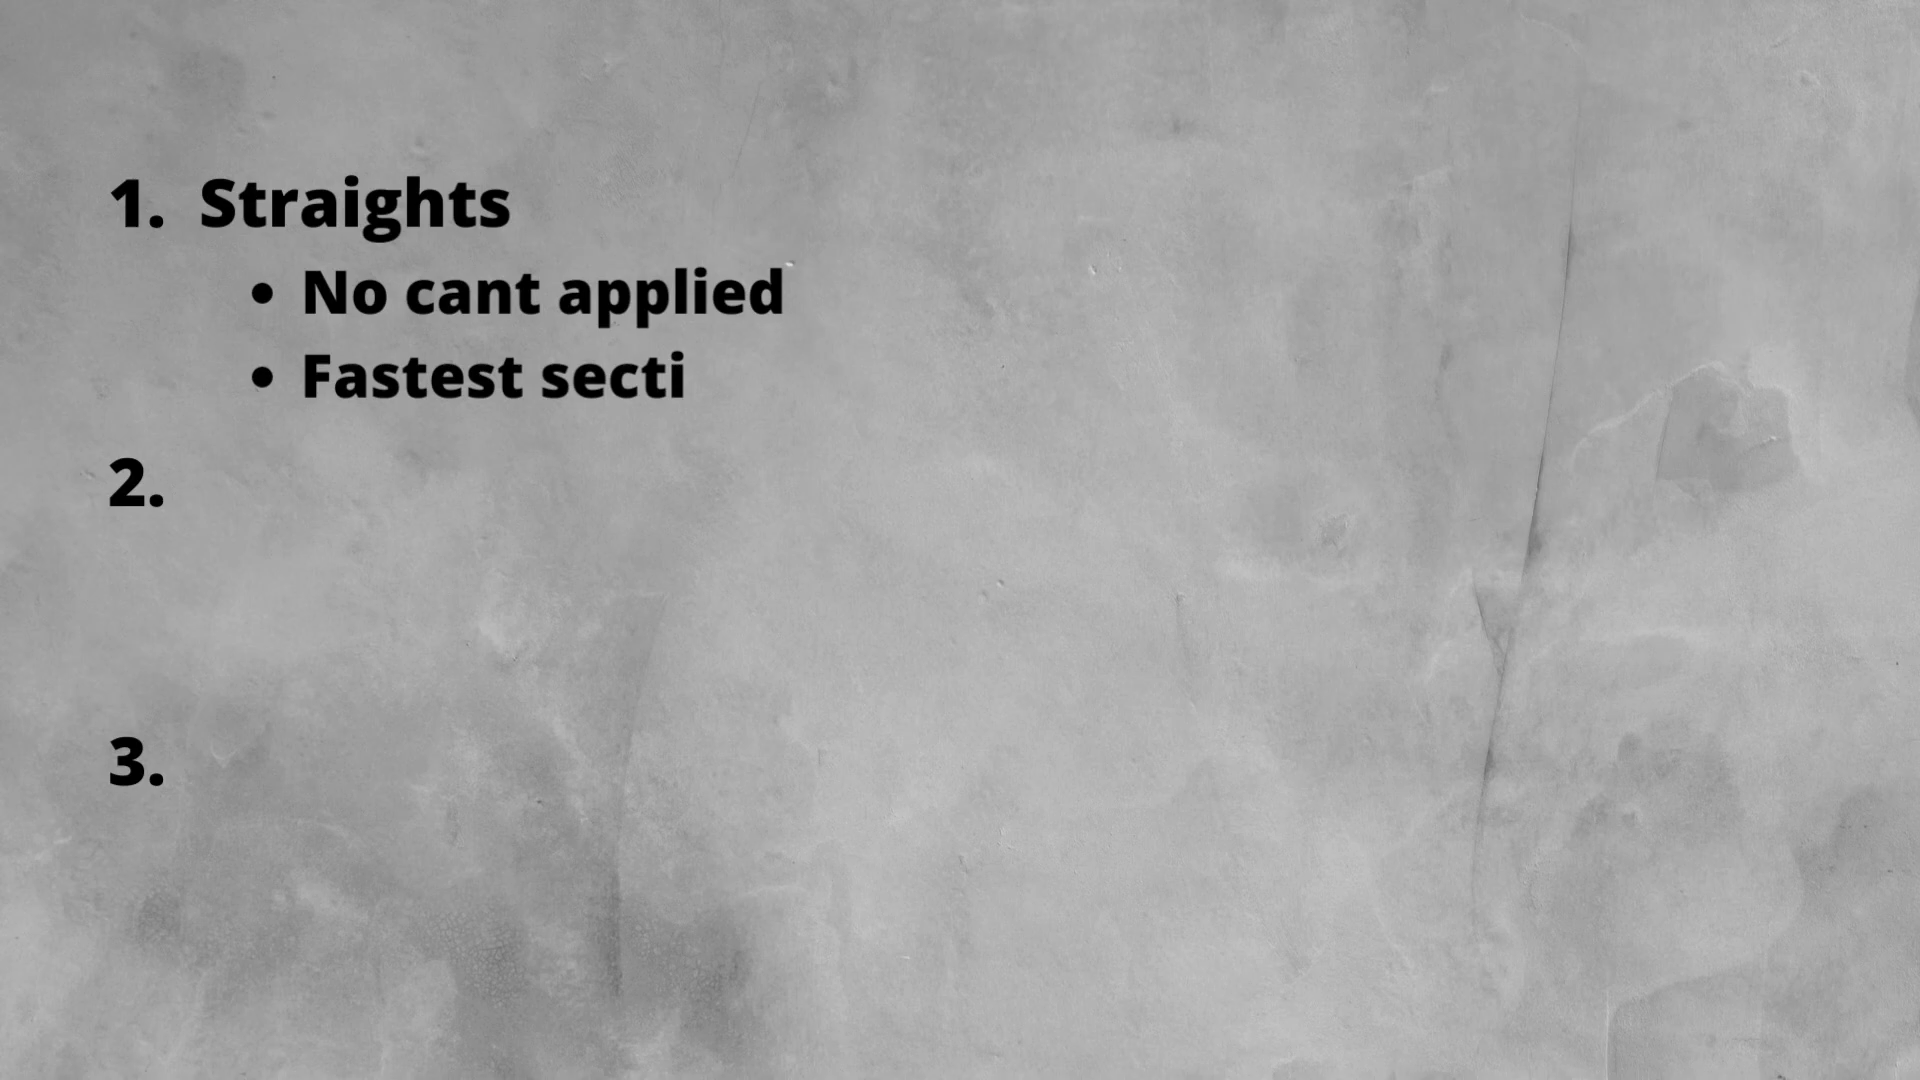 1. Straights
• No cant applied
• Fastest secti
2.
3.